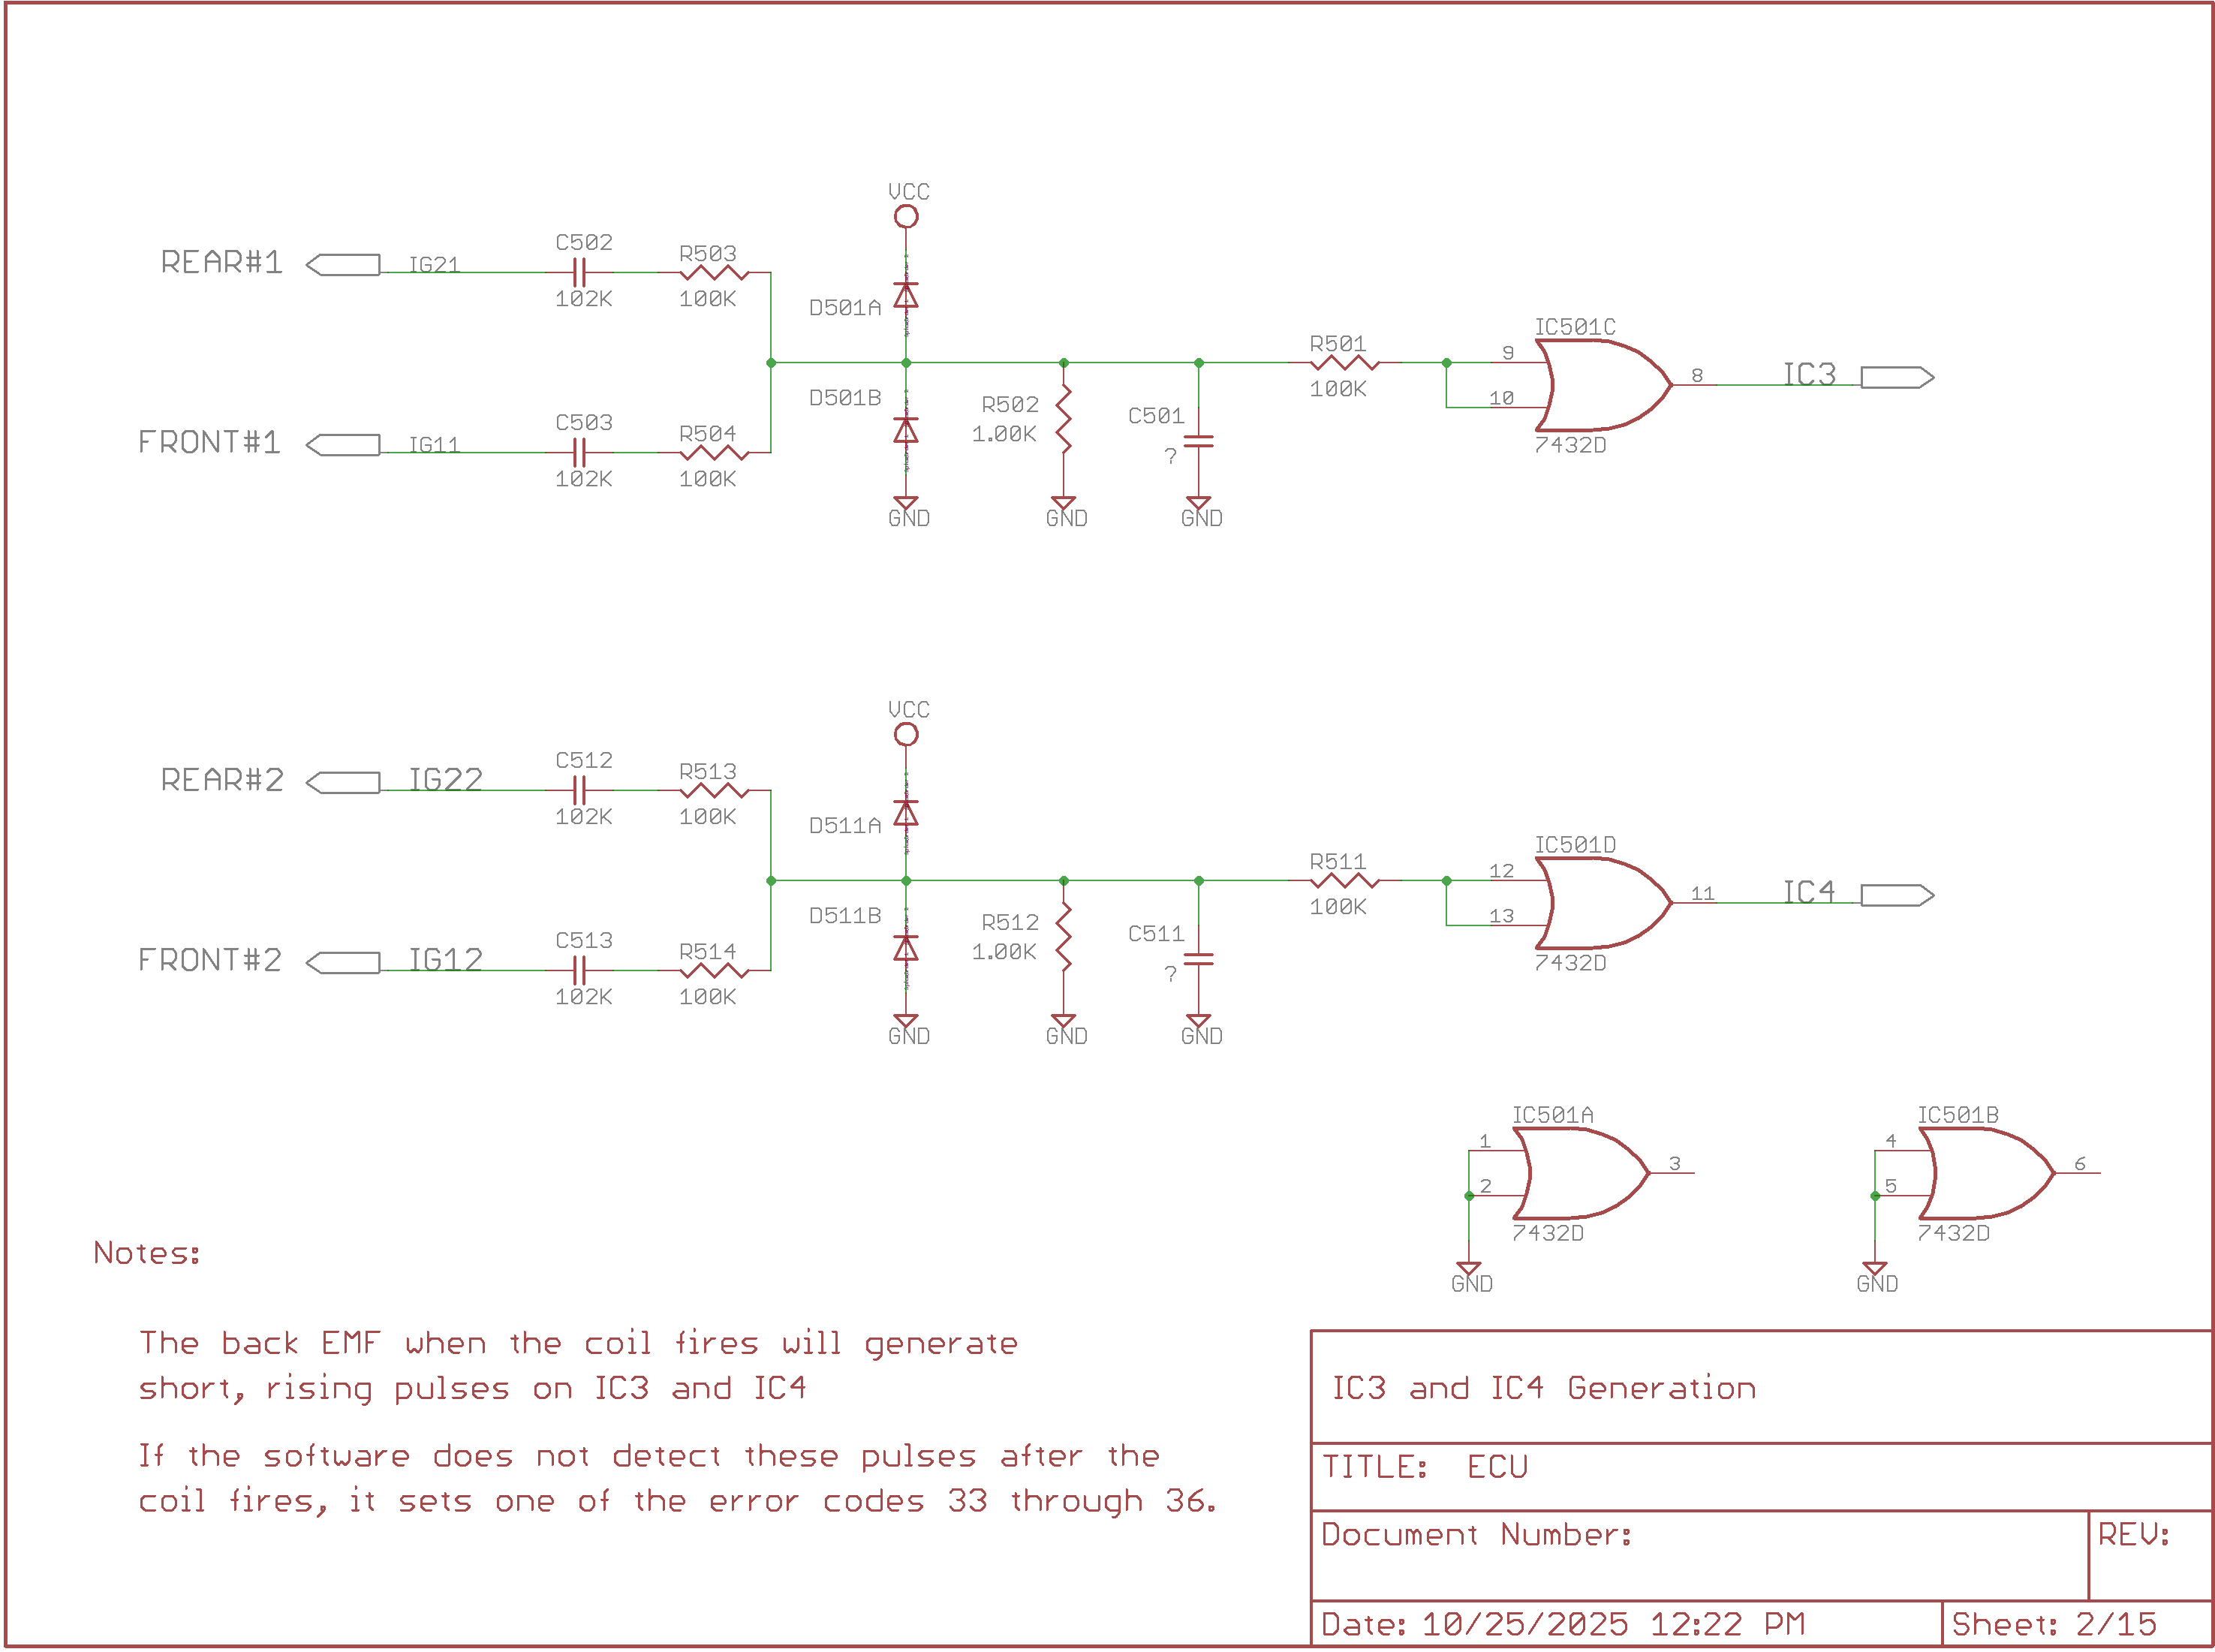 VCC
REAR#1
IG21
C502
102K
R503
100K
D501A
FRONT#1
IG11
C503
102K
R504
100K
D501B
R502
1.00K
C501
?
GND
GND
GND
R501
100K
IC501C
9
10
8
7432D
IC3
VCC
REAR#2
IG22
C512
102K
R513
100K
D511A
FRONT#2
IG12
C513
102K
R514
100K
D511B
R512
1.00K
C511
?
GND
GND
GND
R511
100K
IC501D
12
13
11
7432D
IC4
IC501A
1
2
3
7432D
GND
IC501B
4
5
6
7432D
GND
Notes:
The back EMF when the coil fires will generate
short, rising pulses on IC3 and IC4
If the software does not detect these pulses after the
coil fires, it sets one of the error codes 33 through 36.
IC3 and IC4 Generation
TITLE: ECU
Document Number:
REV:
Date: 10/25/2025 12:22 PM
Sheet: 2/15